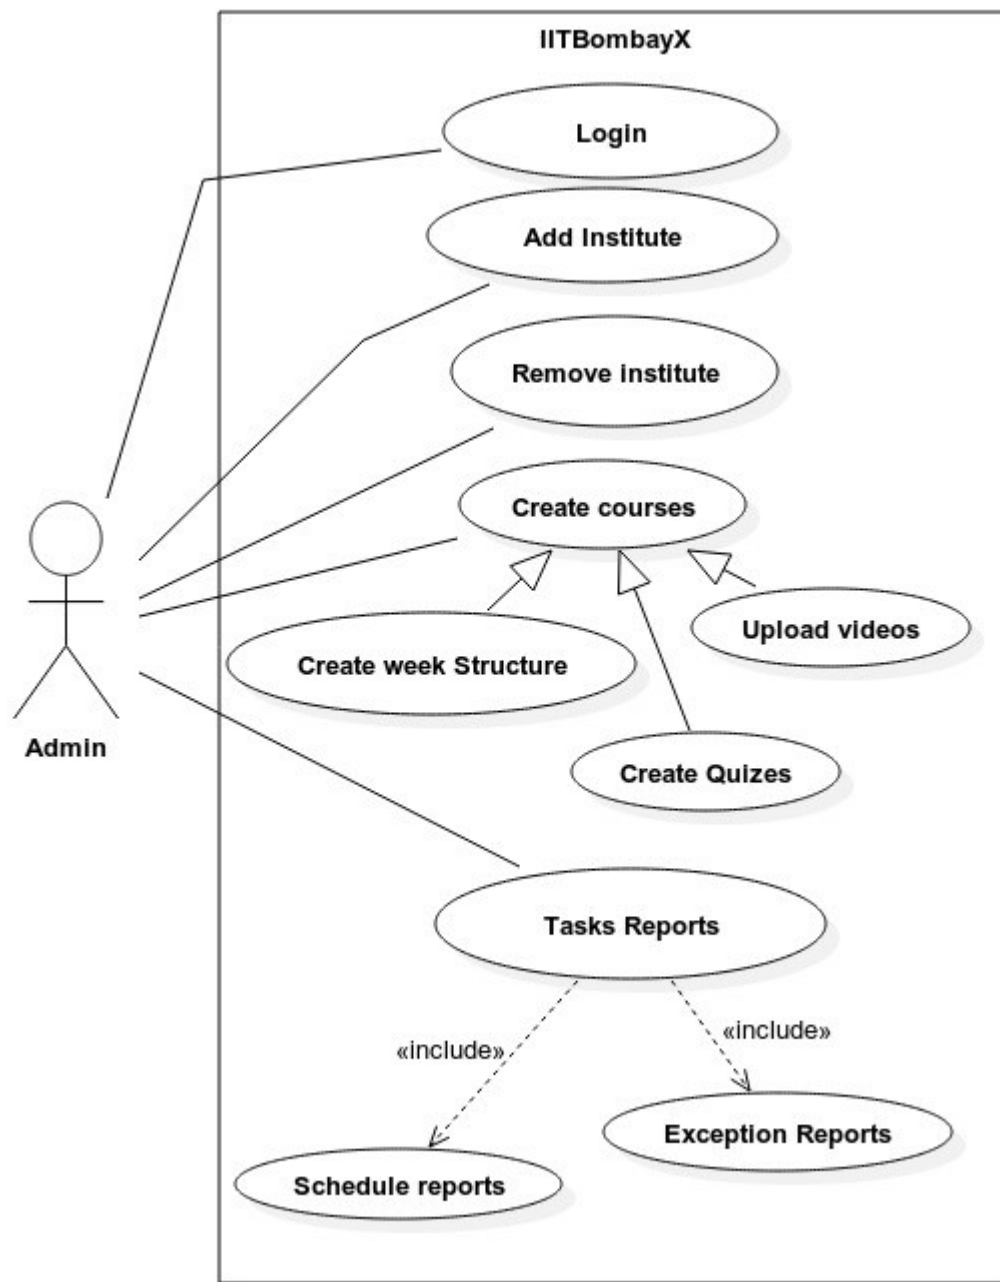 IITBombayX
Login
Add Institute
Remove institute
Create courses
Upload videos
Create week Structure
Admin
Create Quizes
Tasks Reports
«include»
«include»
Exception Reports
Schedule reports